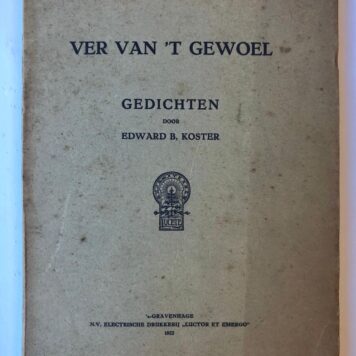 VER VAN 'T GEWOEL
GEDICHTEN
DOOR
EDWARD B. KOSTER
'S-GRAVENHAGE
N.V. ELECTRISCHE DRUKKERIJ „LUCTOR ET EMERGO”